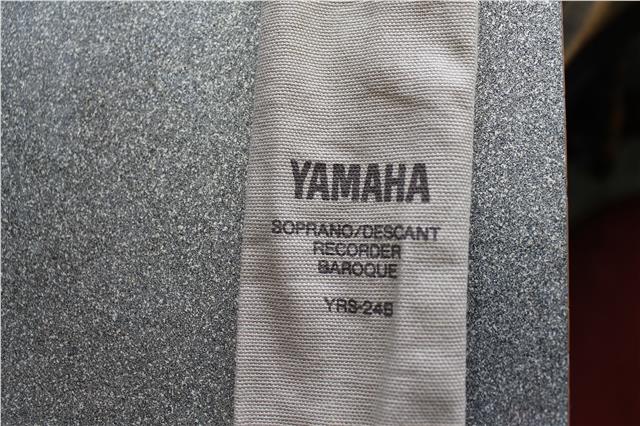 YAMAHA
SOPRANO/DESCANT
RECORDER
BAROQUE
YRS-24B